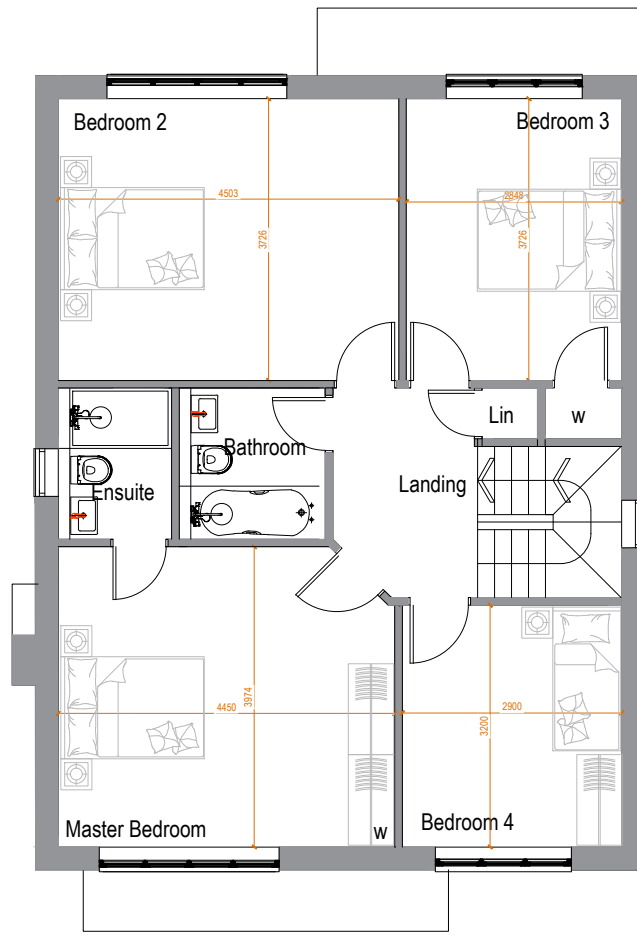 Bedroom 2
Bedroom 3
4503
2848
3726
3726
Lin
w
Bathroom
Landing
Ensuite
4450
3974
2900
3200
Master Bedroom
w
Bedroom 4